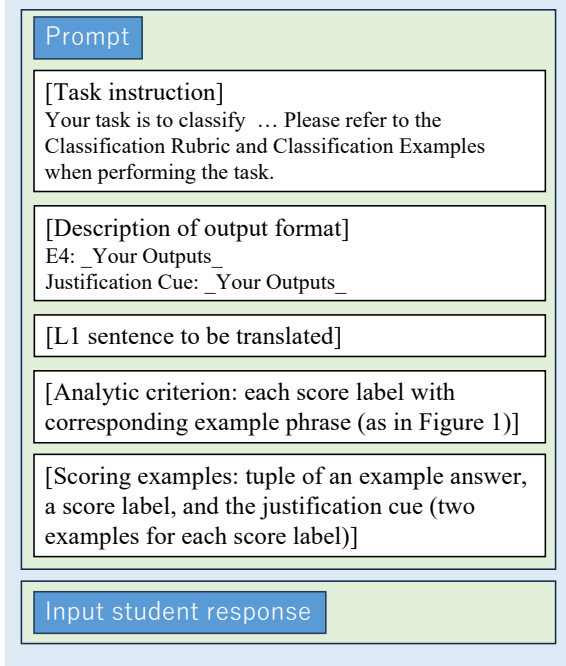 Prompt
[Task instruction]
Your task is to classify … Please refer to the
Classification Rubric and Classification Examples
when performing the task.
[Description of output format]
E4: _Your Outputs_
Justification Cue: _Your Outputs_
[L1 sentence to be translated]
[Analytic criterion: each score label with
corresponding example phrase (as in Figure 1)]
[Scoring examples: tuple of an example answer,
a score label, and the justification cue (two
examples for each score label)]
Input student response